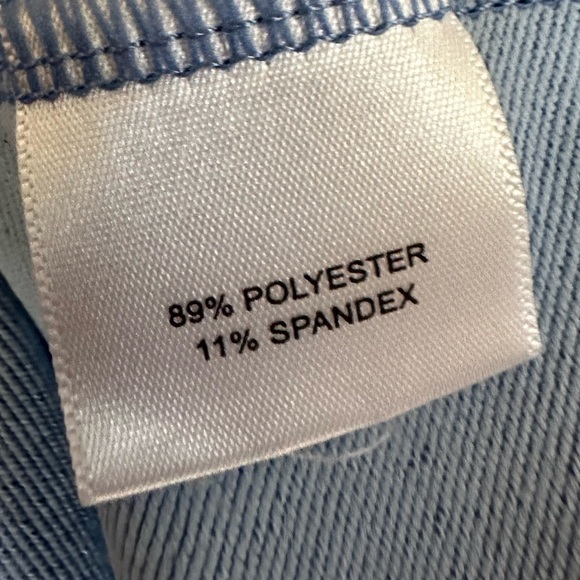 89% POLYESTER
11% SPANDEX